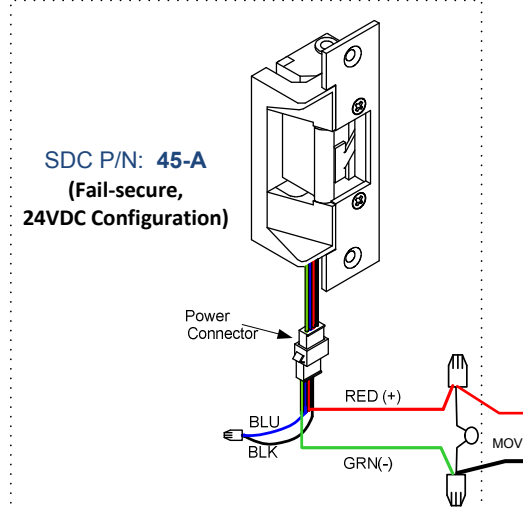 SDC P/N: 45-A
(Fail-secure,
24VDC Configuration)
Power
Connector
RED (+)
BLU
BLK
GRN(-)
MOV